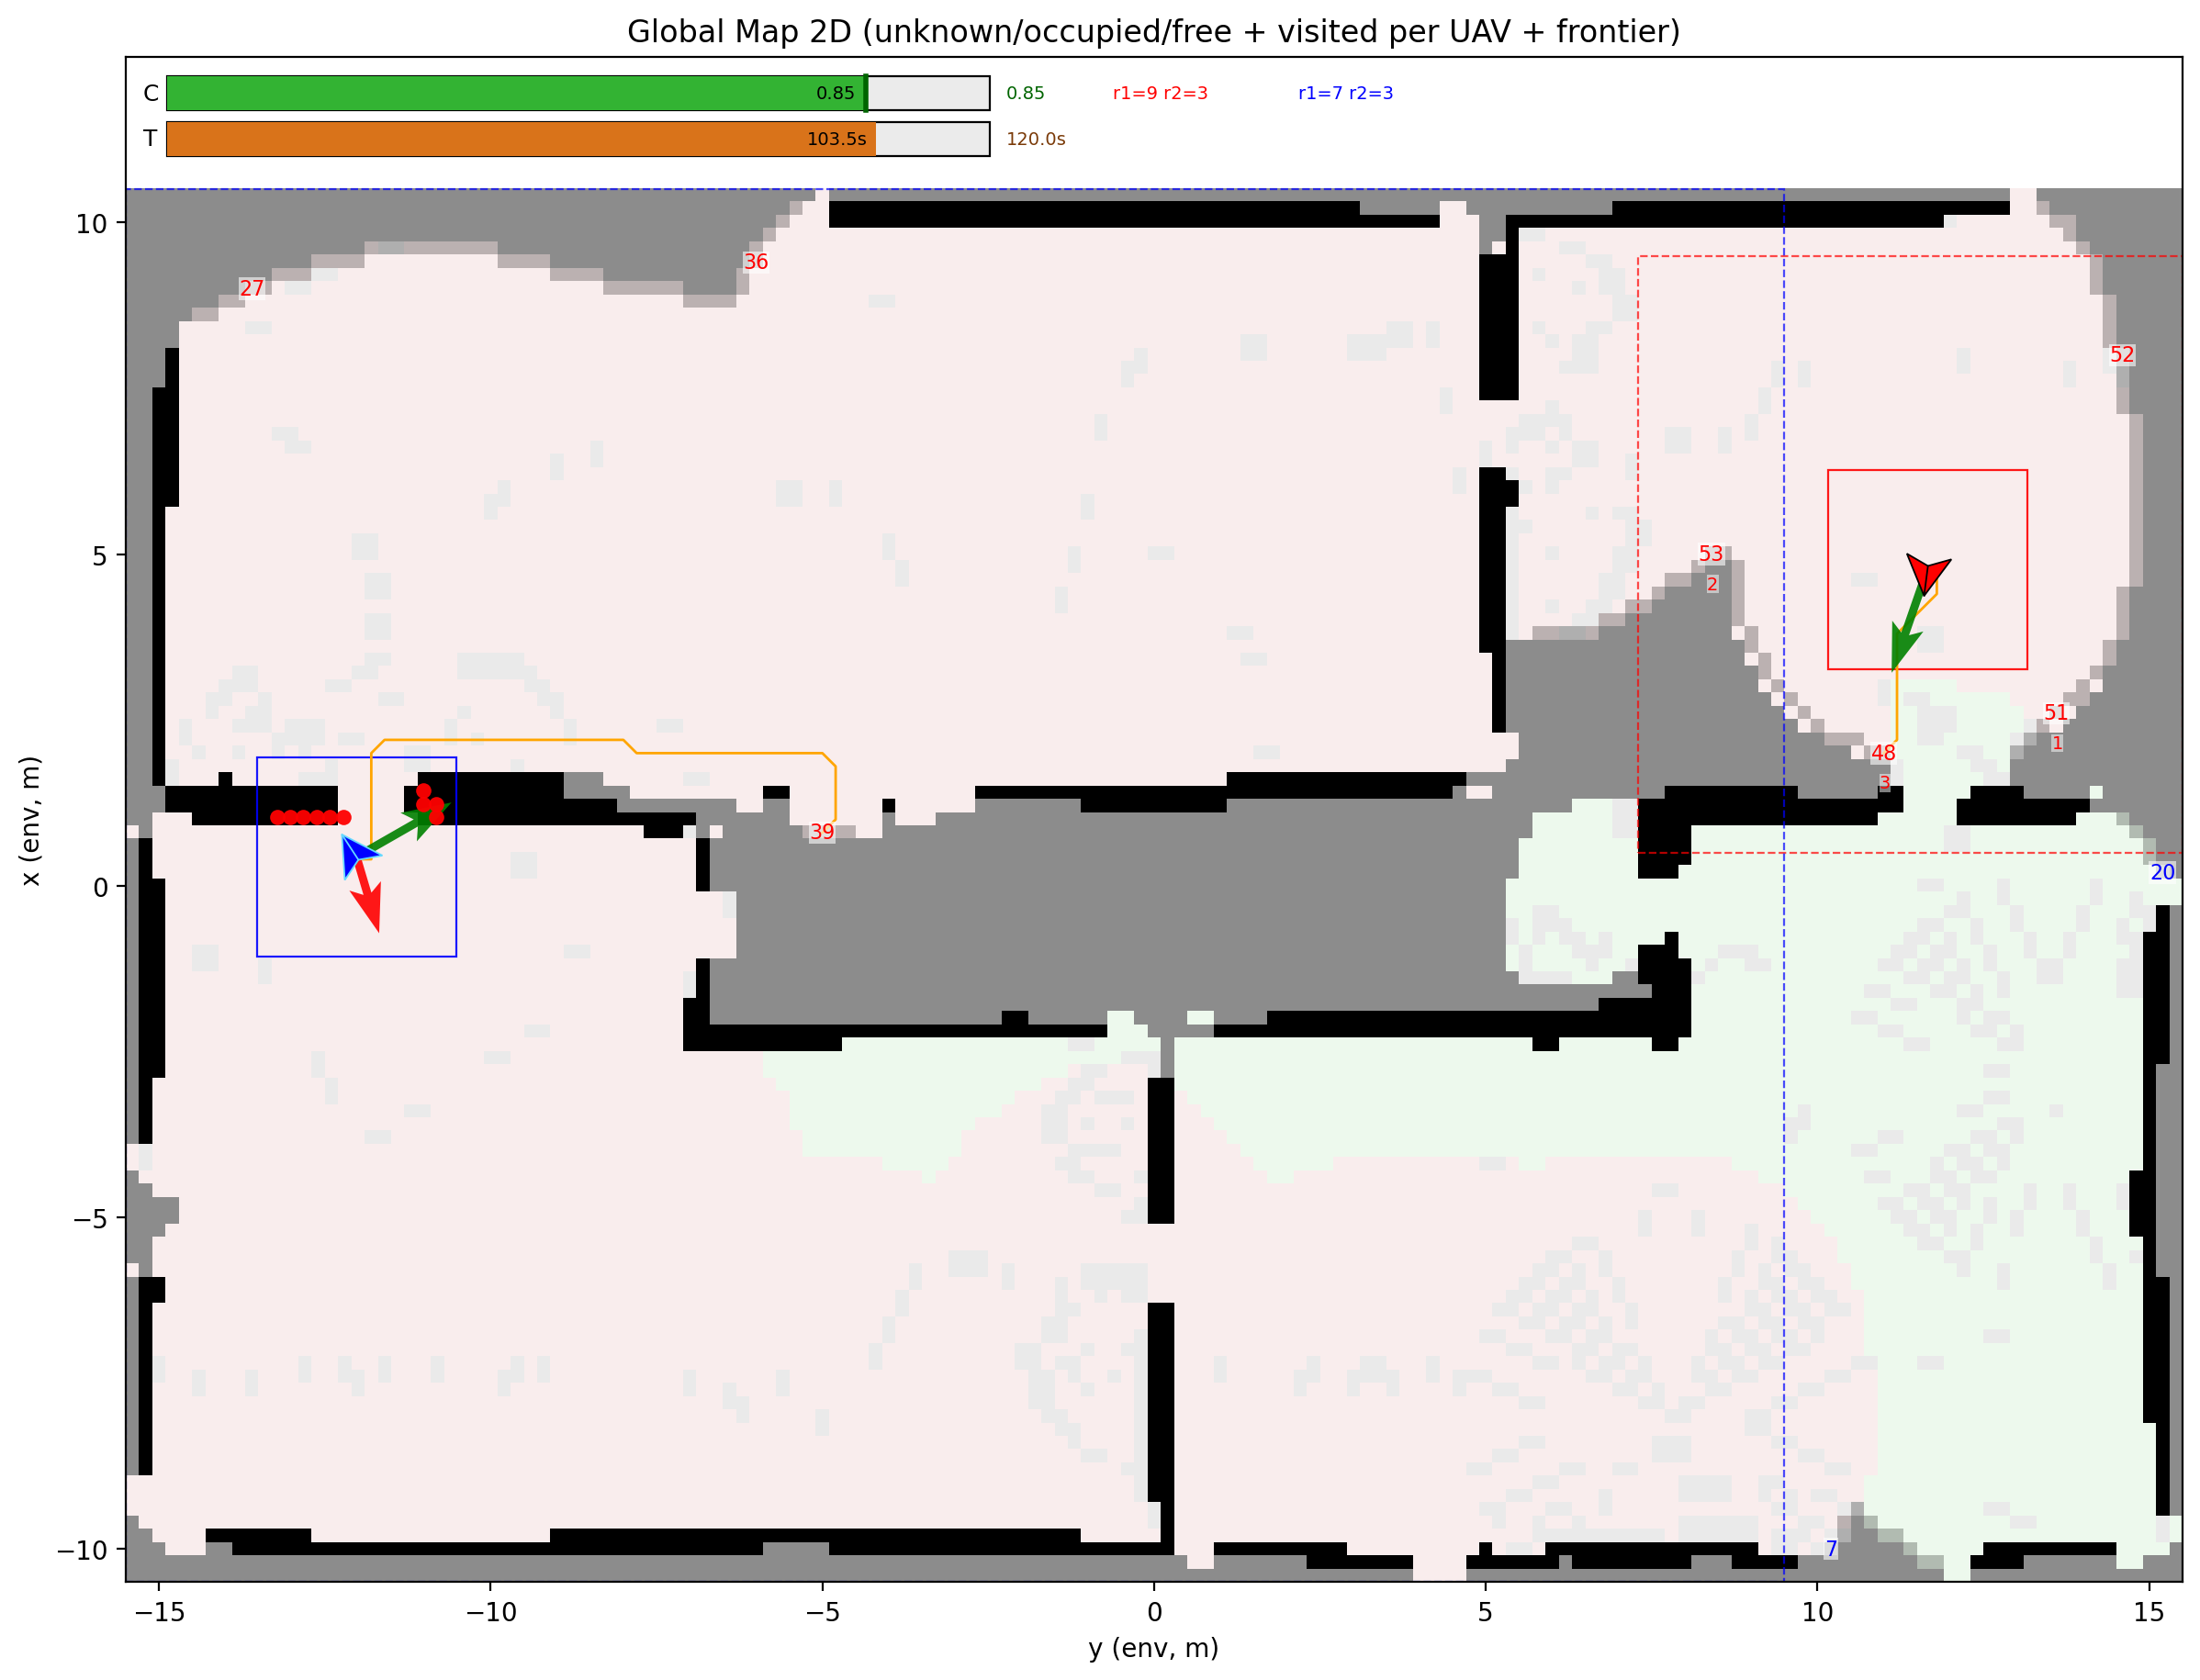 Global Map 2D (unknown/occupied/free + visited per UAV + frontier)
C 0.85 0.85 r1=9 r2=3 r1=7 r2=3
T 103.5s 120.0s
10
36
27
52
5
53
2
51
48
1
3
39
20
0
−5
−10
7
−15 −10 −5 0 5 10 15
x (env, m)
y (env, m)